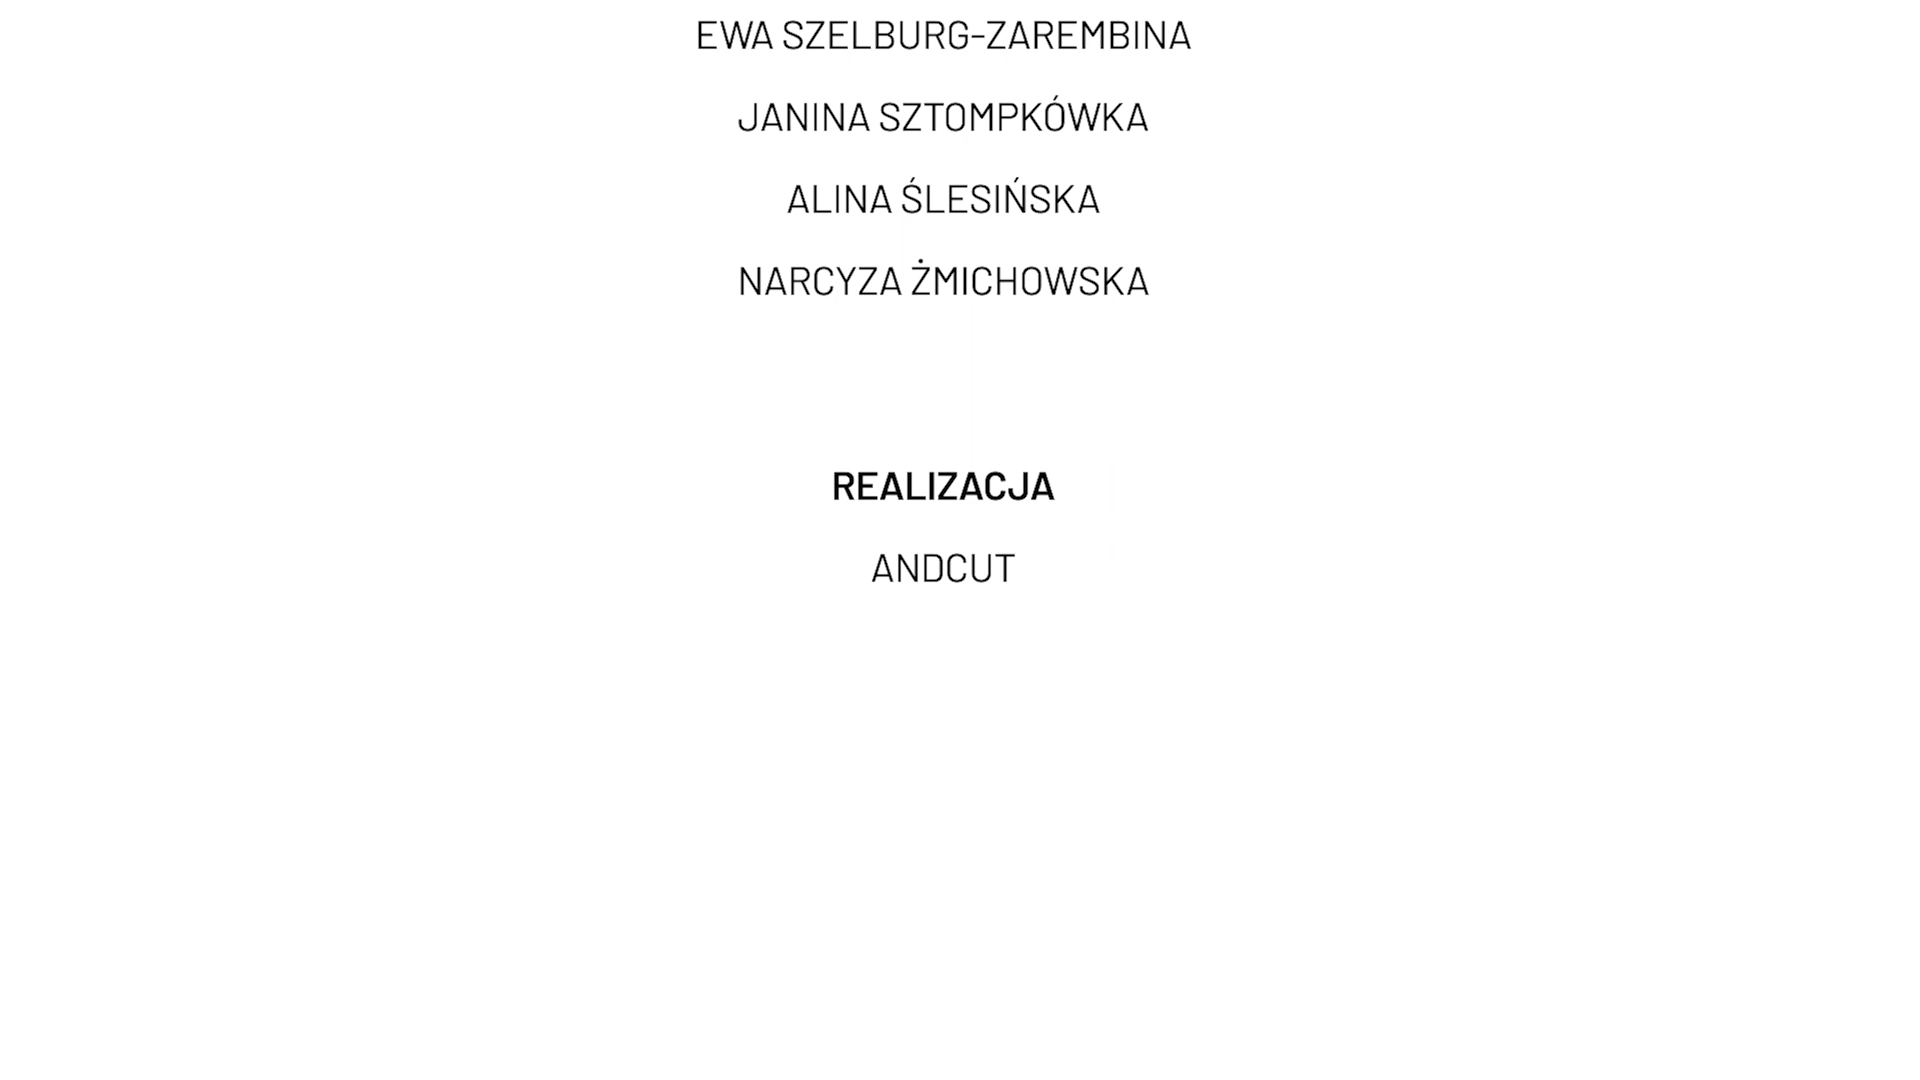 EWA SZELBURG-ZAREMBINA
JANINA SZTOMPKÓWKA
ALINA ŚLESIŃSKA
NARCYZA ŻMICHOWSKA
REALIZACJA
ANDCUT